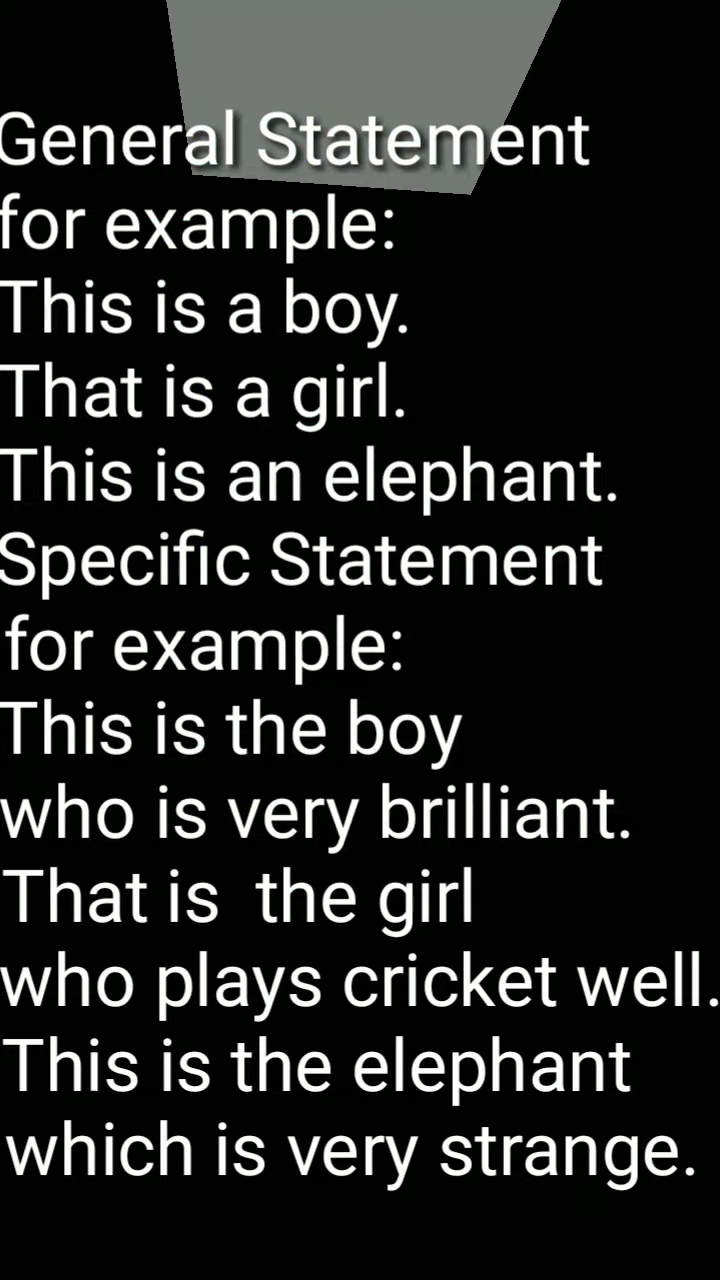 General Statement
for example:
This is a boy.
That is a girl.
This is an elephant.
Specific Statement
for example:
This is the boy
who is very brilliant.
That is  the girl
who plays cricket well.
This is the elephant
which is very strange.